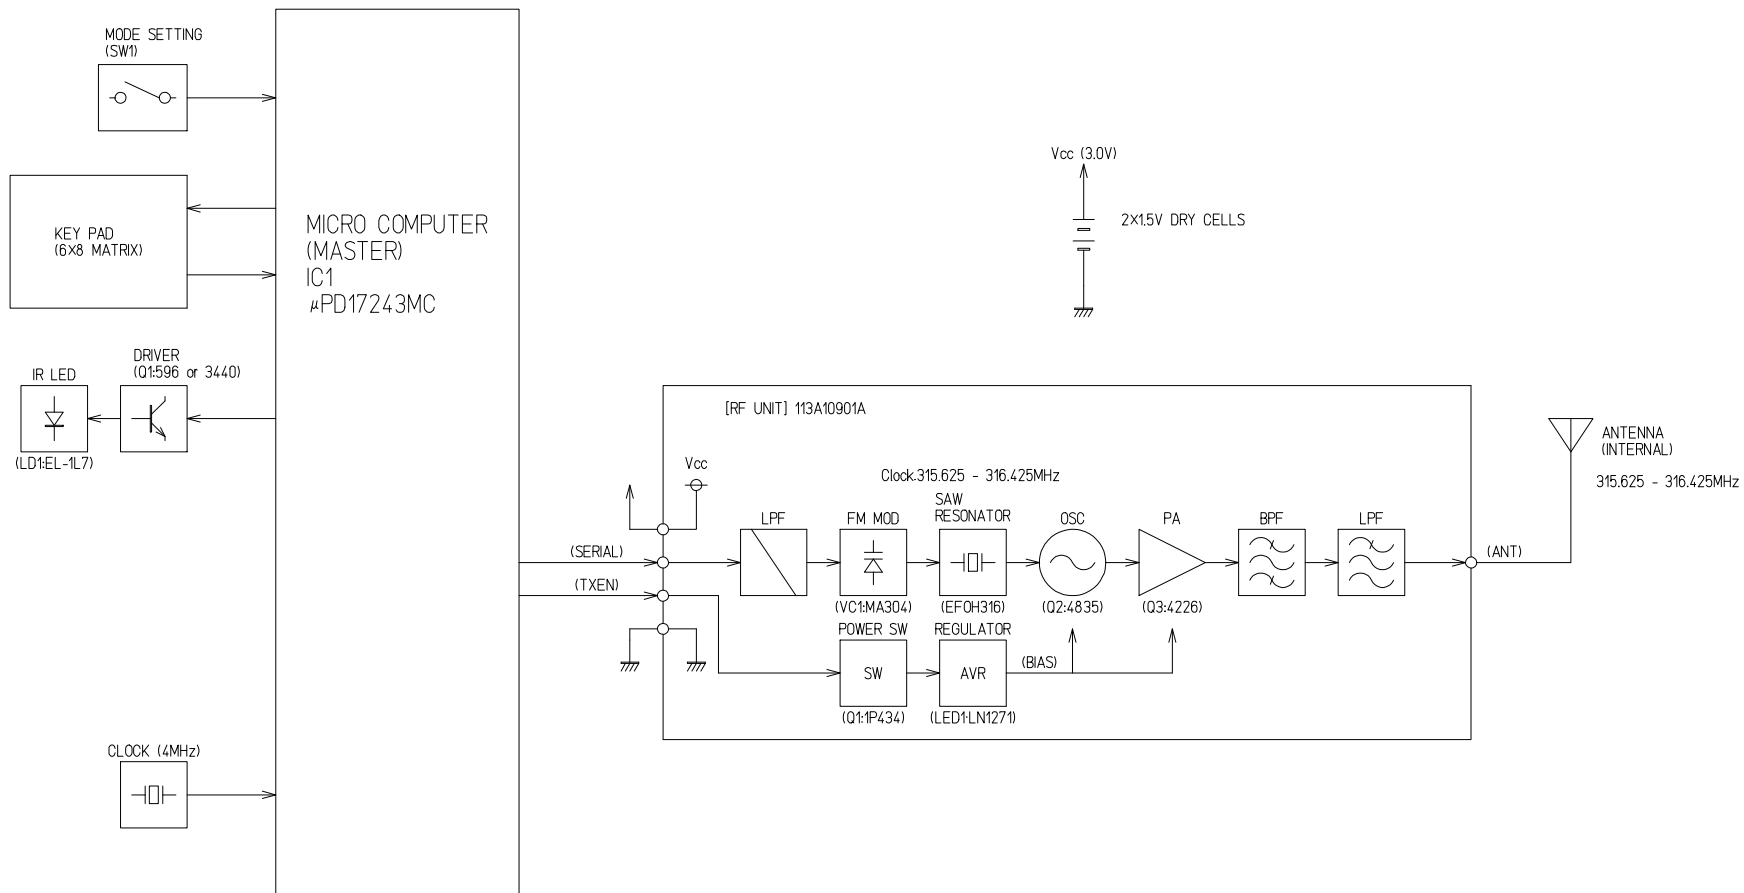 MODE SETTING
(SW1)
KEY PAD
(6X8 MATRIX)
MICRO COMPUTER
(MASTER)
IC1
μPD17243MC
DRIVER
(Q1:596 or 3440)
IR LED
(LD1:EL-1L7)
CLOCK (4MHz)
Vcc (3.0V)
2X1.5V DRY CELLS
[RF UNIT] 113A10901A
Vcc
(SERIAL)
(TXEN)
Clock.315.625 - 316.425MHz
LPF
FM MOD
SAW
RESONATOR
OSC
PA
BPF
LPF
(VC1:MA304)
(EFOH316)
(Q2:4835)
(Q3:4226)
POWER SW
REGULATOR
SW
AVR
(BIAS)
(Q1:1P434)
(LED1:LN1271)
(ANT)
ANTENNA
(INTERNAL)
315.625 - 316.425MHz